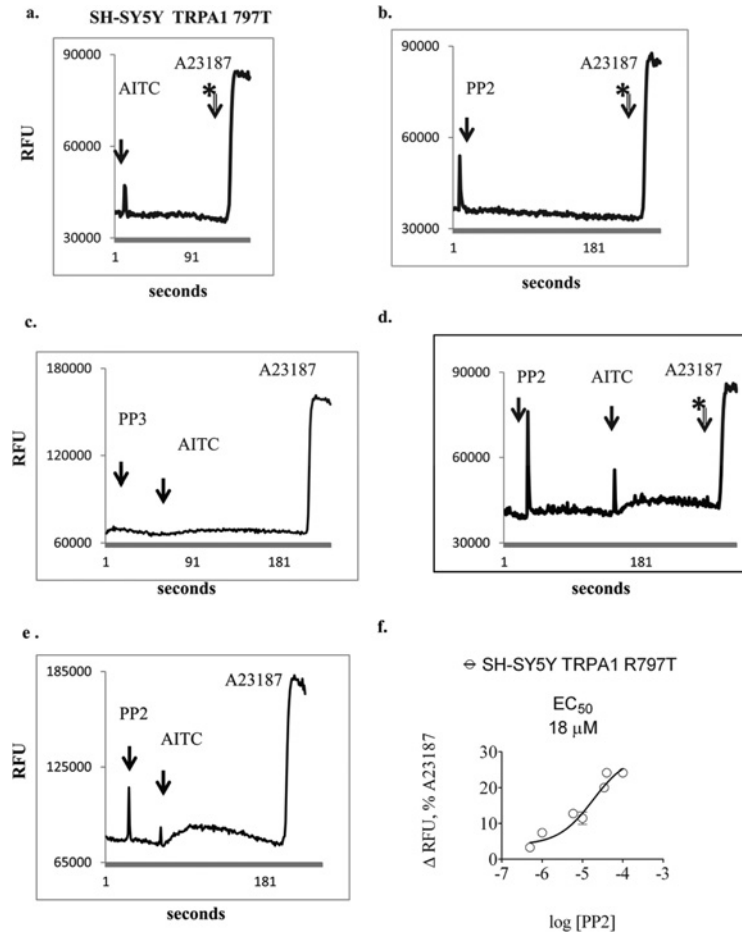 a.
SH-SY5Y TRPA1 797T
90000
60000
30000
RFU
AITC
A23187
*
1
91
seconds
b.
90000
60000
30000
PP2
A23187
*
1
181
seconds
c.
180000
120000
60000
RFU
PP3
AITC
A23187
1
91
181
seconds
d.
90000
60000
30000
PP2
AITC
A23187
*
1
181
seconds
e .
185000
125000
65000
RFU
PP2
AITC
A23187
1
181
seconds
f.
SH-SY5Y TRPA1 R797T
EC50
18 μM
Δ RFU, % A23187
30
20
10
0
-7
-6
-5
-4
-3
log [PP2]